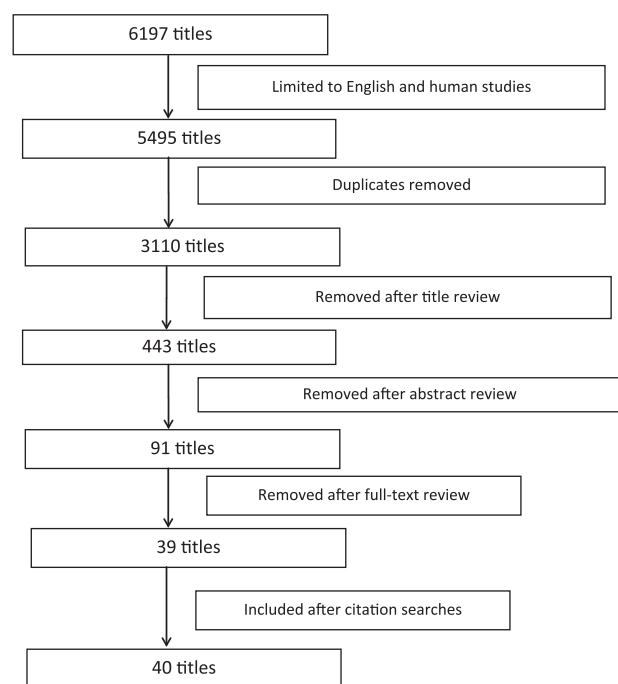 6197 titles
Limited to English and human studies
5495 titles
Duplicates removed
3110 titles
Removed after title review
443 titles
Removed after abstract review
91 titles
Removed after full-text review
39 titles
Included after citation searches
40 titles